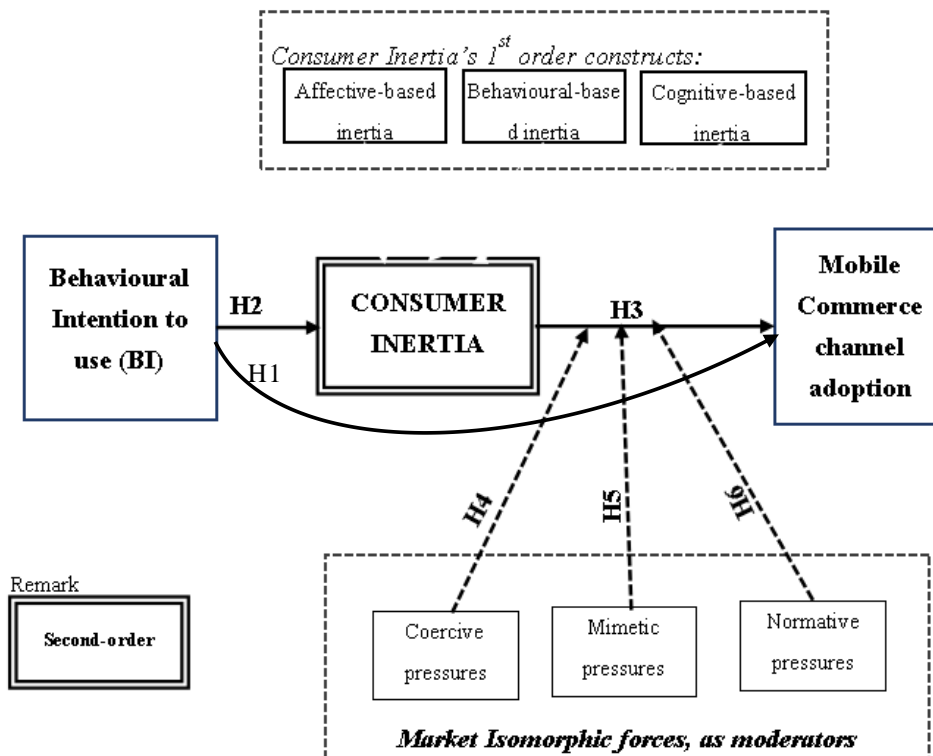 Consumer Inertia's 1st order constructs:
Affective-based
inertia
Behavioural-base
d inertia
Cognitive-based
inertia
Behavioural
Intention to
use (BI)
H2
H1
CONSUMER
INERTIA
H3
Mobile
Commerce
channel
adoption
H4
H5
H6
Remark
Second-order
Coercive
pressures
Mimetic
pressures
Normative
pressures
Market Isomorphic forces, as moderators